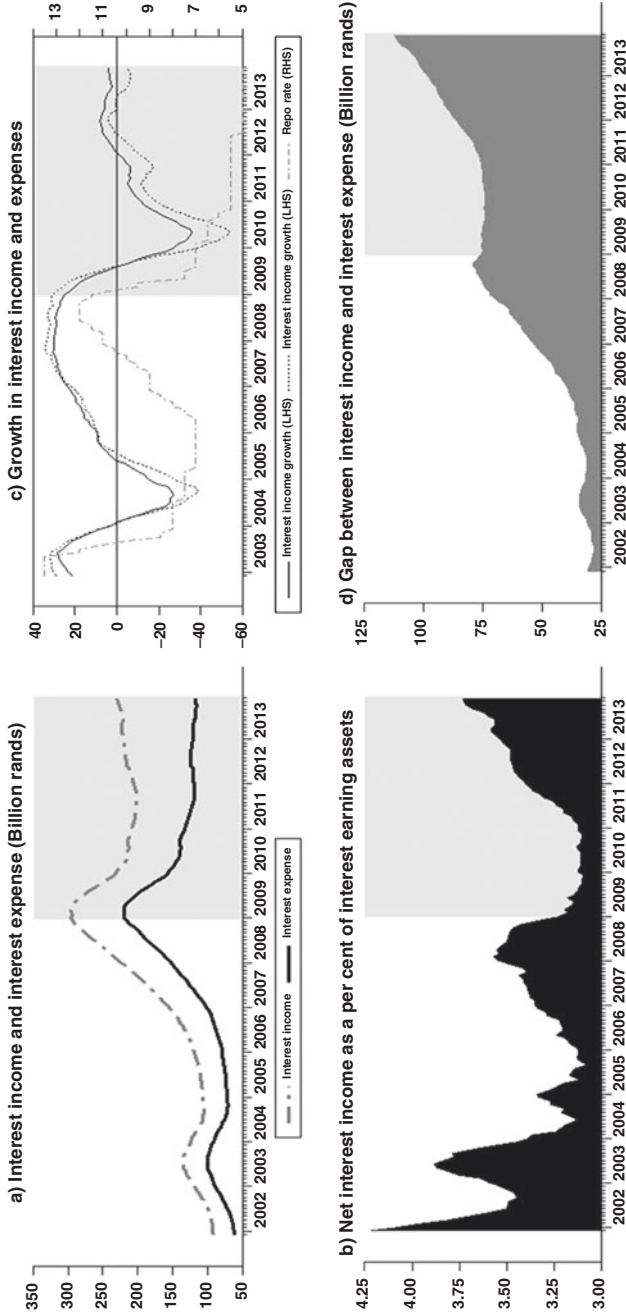 a) Interest income and interest expense (Billion rands)
350
300
250
200
150
100
50
2002 2003 2004 2005 2006 2007 2008 2009 2010 2011 2012 2013
Interest income Interest expense
c) Growth in interest income and expenses
40
20
0
–20
–40
–60
13
11
9
7
5
2003 2004 2005 2006 2007 2008 2009 2010 2011 2012 2013
Interest income growth (LHS) Interest income growth (LHS) Repo rate (RHS)
b) Net interest income as a per cent of interest earning assets
4.25
4.00
3.75
3.50
3.25
3.00
2002 2003 2004 2005 2006 2007 2008 2009 2010 2011 2012 2013
d) Gap between interest income and interest expense (Billion rands)
125
100
75
50
25
2002 2003 2004 2005 2006 2007 2008 2009 2010 2011 2012 2013